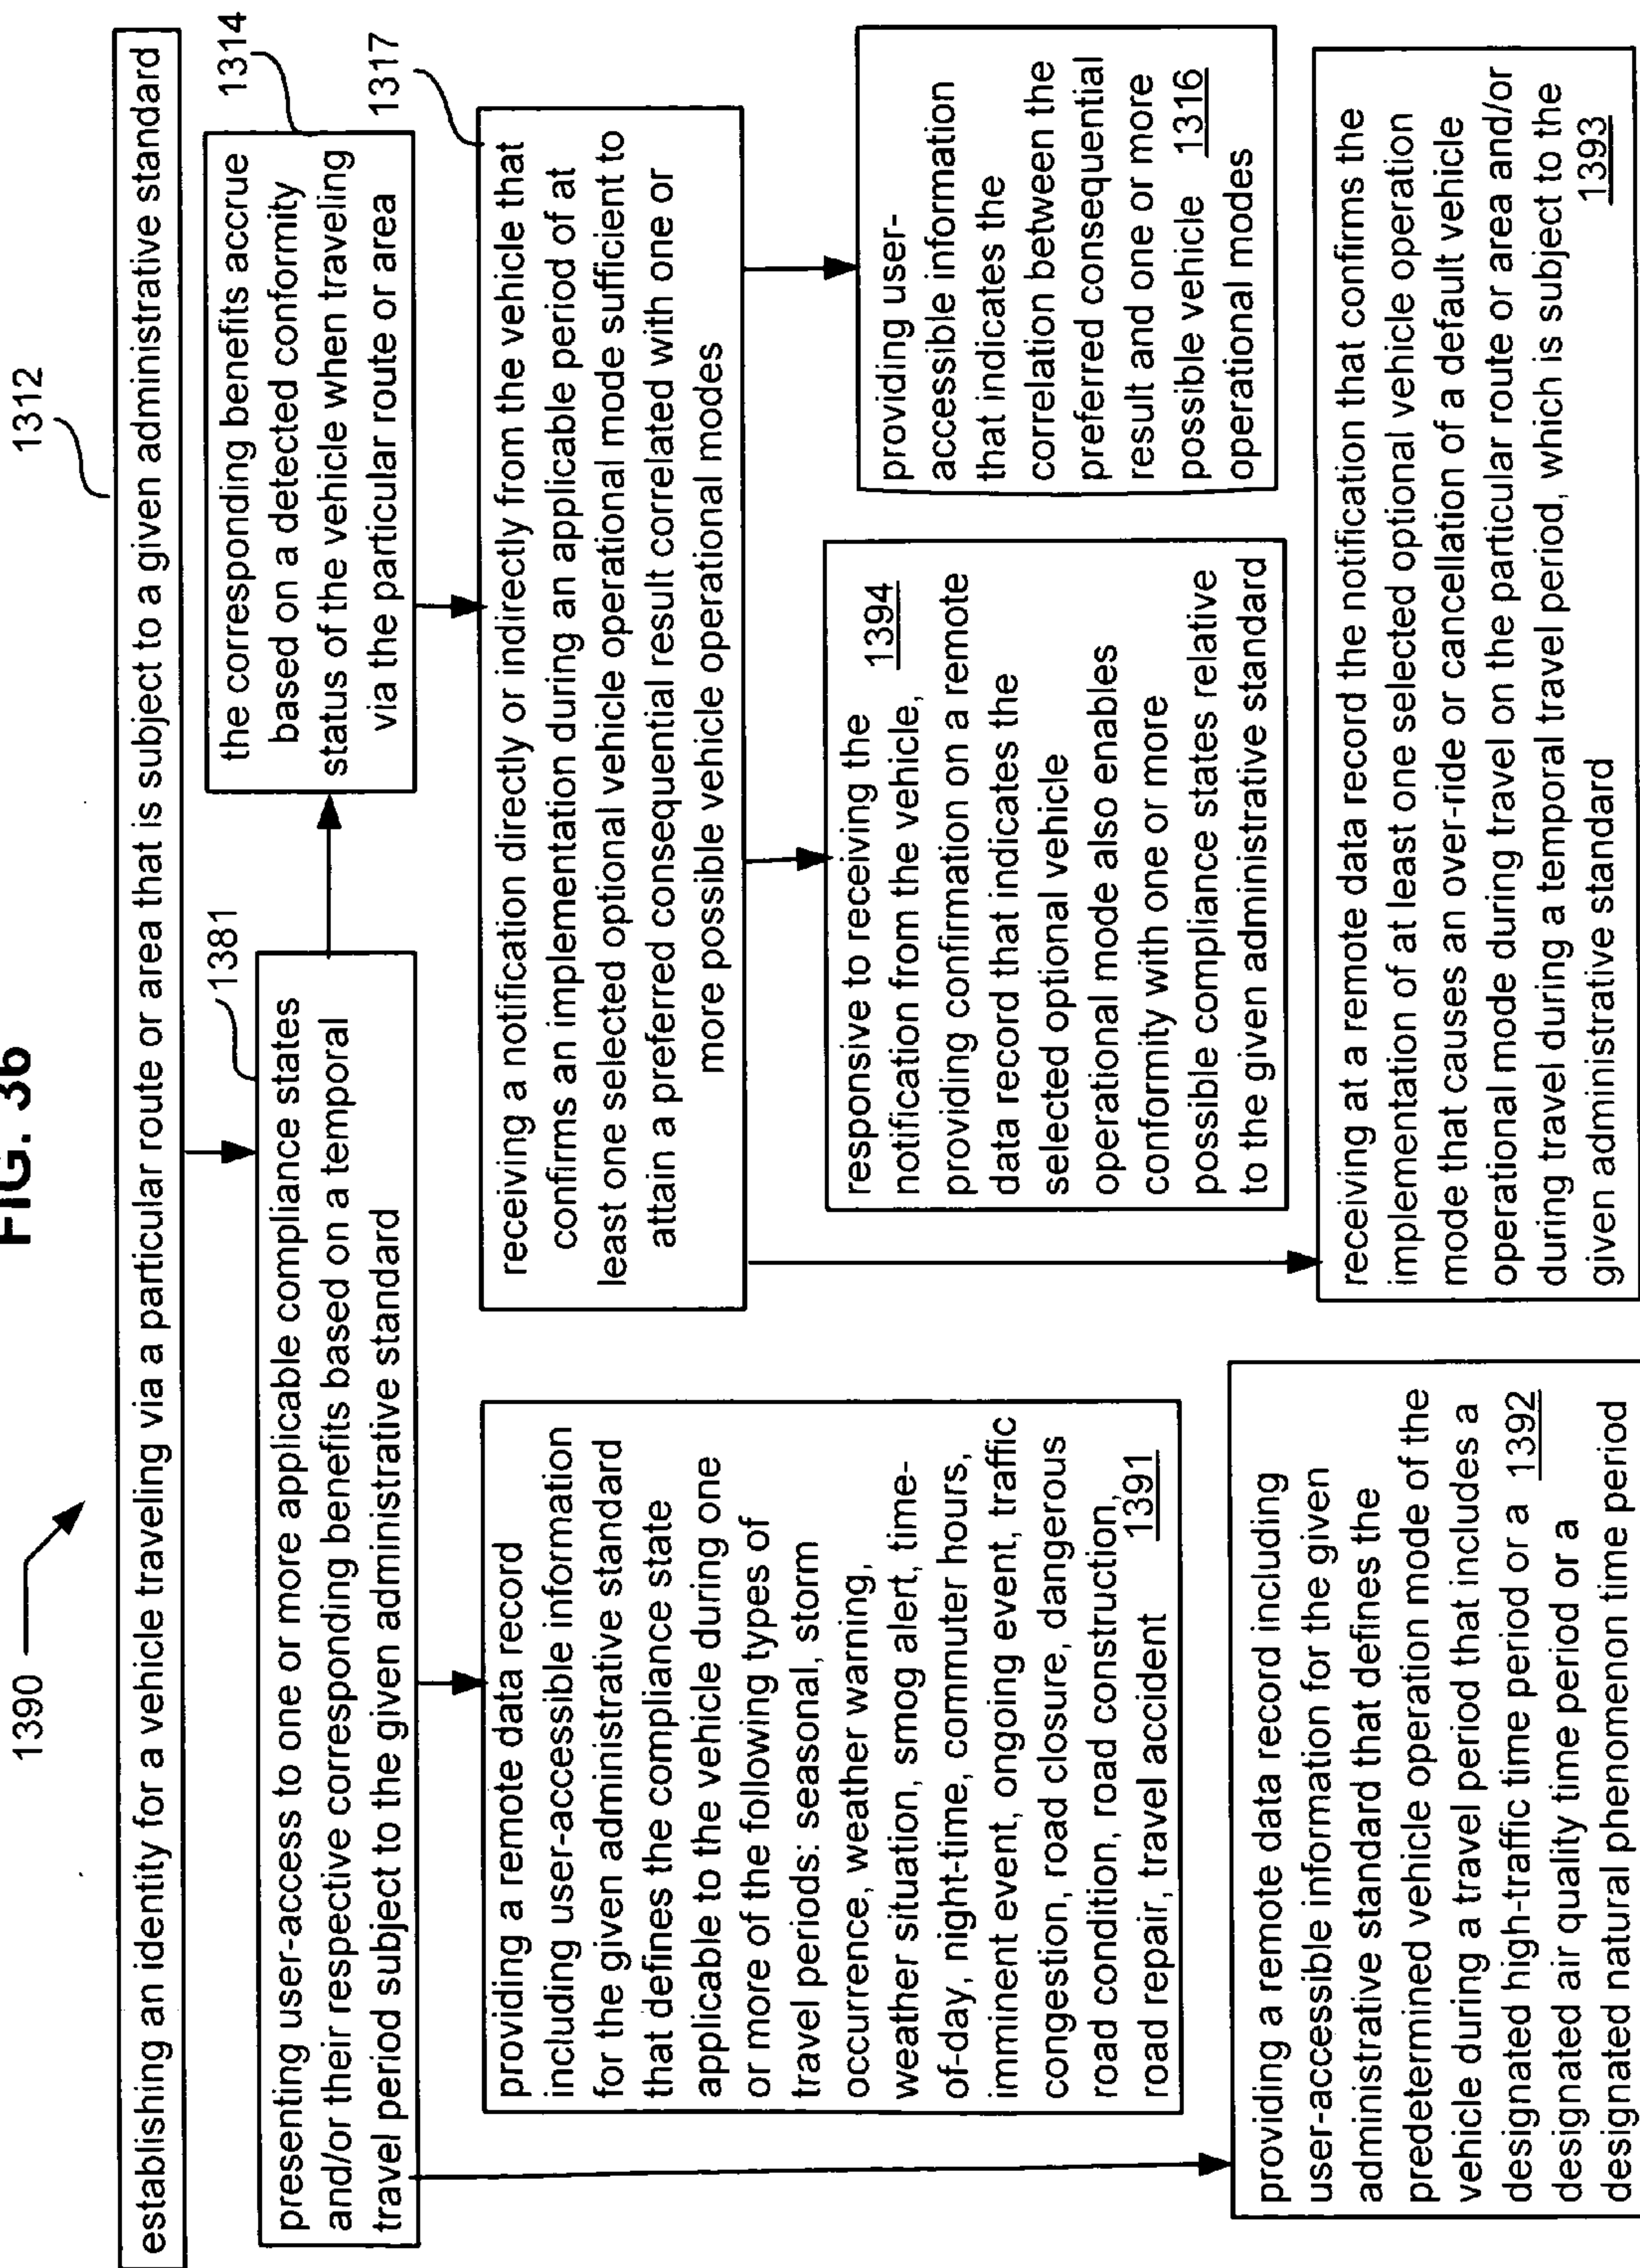 FIG. 36
1390
1312
establishing an identity for a vehicle traveling via a particular route or area that is subject to a given administrative standard
1381
presenting user-access to one or more applicable compliance states
and/or their respective corresponding benefits based on a temporal
travel period subject to the given administrative standard
1314
the corresponding benefits accrue
based on a detected conformity
status of the vehicle when traveling
via the particular route or area
1317
receiving a notification directly or indirectly from the vehicle that
confirms an implementation during an applicable period of at
least one selected optional vehicle operational mode sufficient to
attain a preferred consequential result correlated with one or
more possible vehicle operational modes
providing a remote data record
including user-accessible information
for the given administrative standard
that defines the compliance state
applicable to the vehicle during one
or more of the following types of
travel periods: seasonal, storm
occurrence, weather warning,
weather situation, smog alert, time-
of-day, night-time, commuter hours,
imminent event, ongoing event, traffic
congestion, road closure, dangerous
road condition, road construction,
road repair, travel accident 1391
responsive to receiving the
notification from the vehicle, 1394
providing confirmation on a remote
data record that indicates the
selected optional vehicle
operational mode also enables
conformity with one or more
possible compliance states relative
to the given administrative standard
providing user-
accessible information
that indicates the
correlation between the
preferred consequential
result and one or more
possible vehicle 1316
operational modes
providing a remote data record including
user-accessible information for the given
administrative standard that defines the
predetermined vehicle operation mode of the
vehicle during a travel period that includes a
designated high-traffic time period or a 1392
designated air quality time period or a
designated natural phenomenon time period
receiving at a remote data record the notification that confirms the
implementation of at least one selected optional vehicle operation
mode that causes an over-ride or cancellation of a default vehicle
operational mode during travel on the particular route or area and/or
during travel during a temporal travel period, which is subject to the
given administrative standard 1393